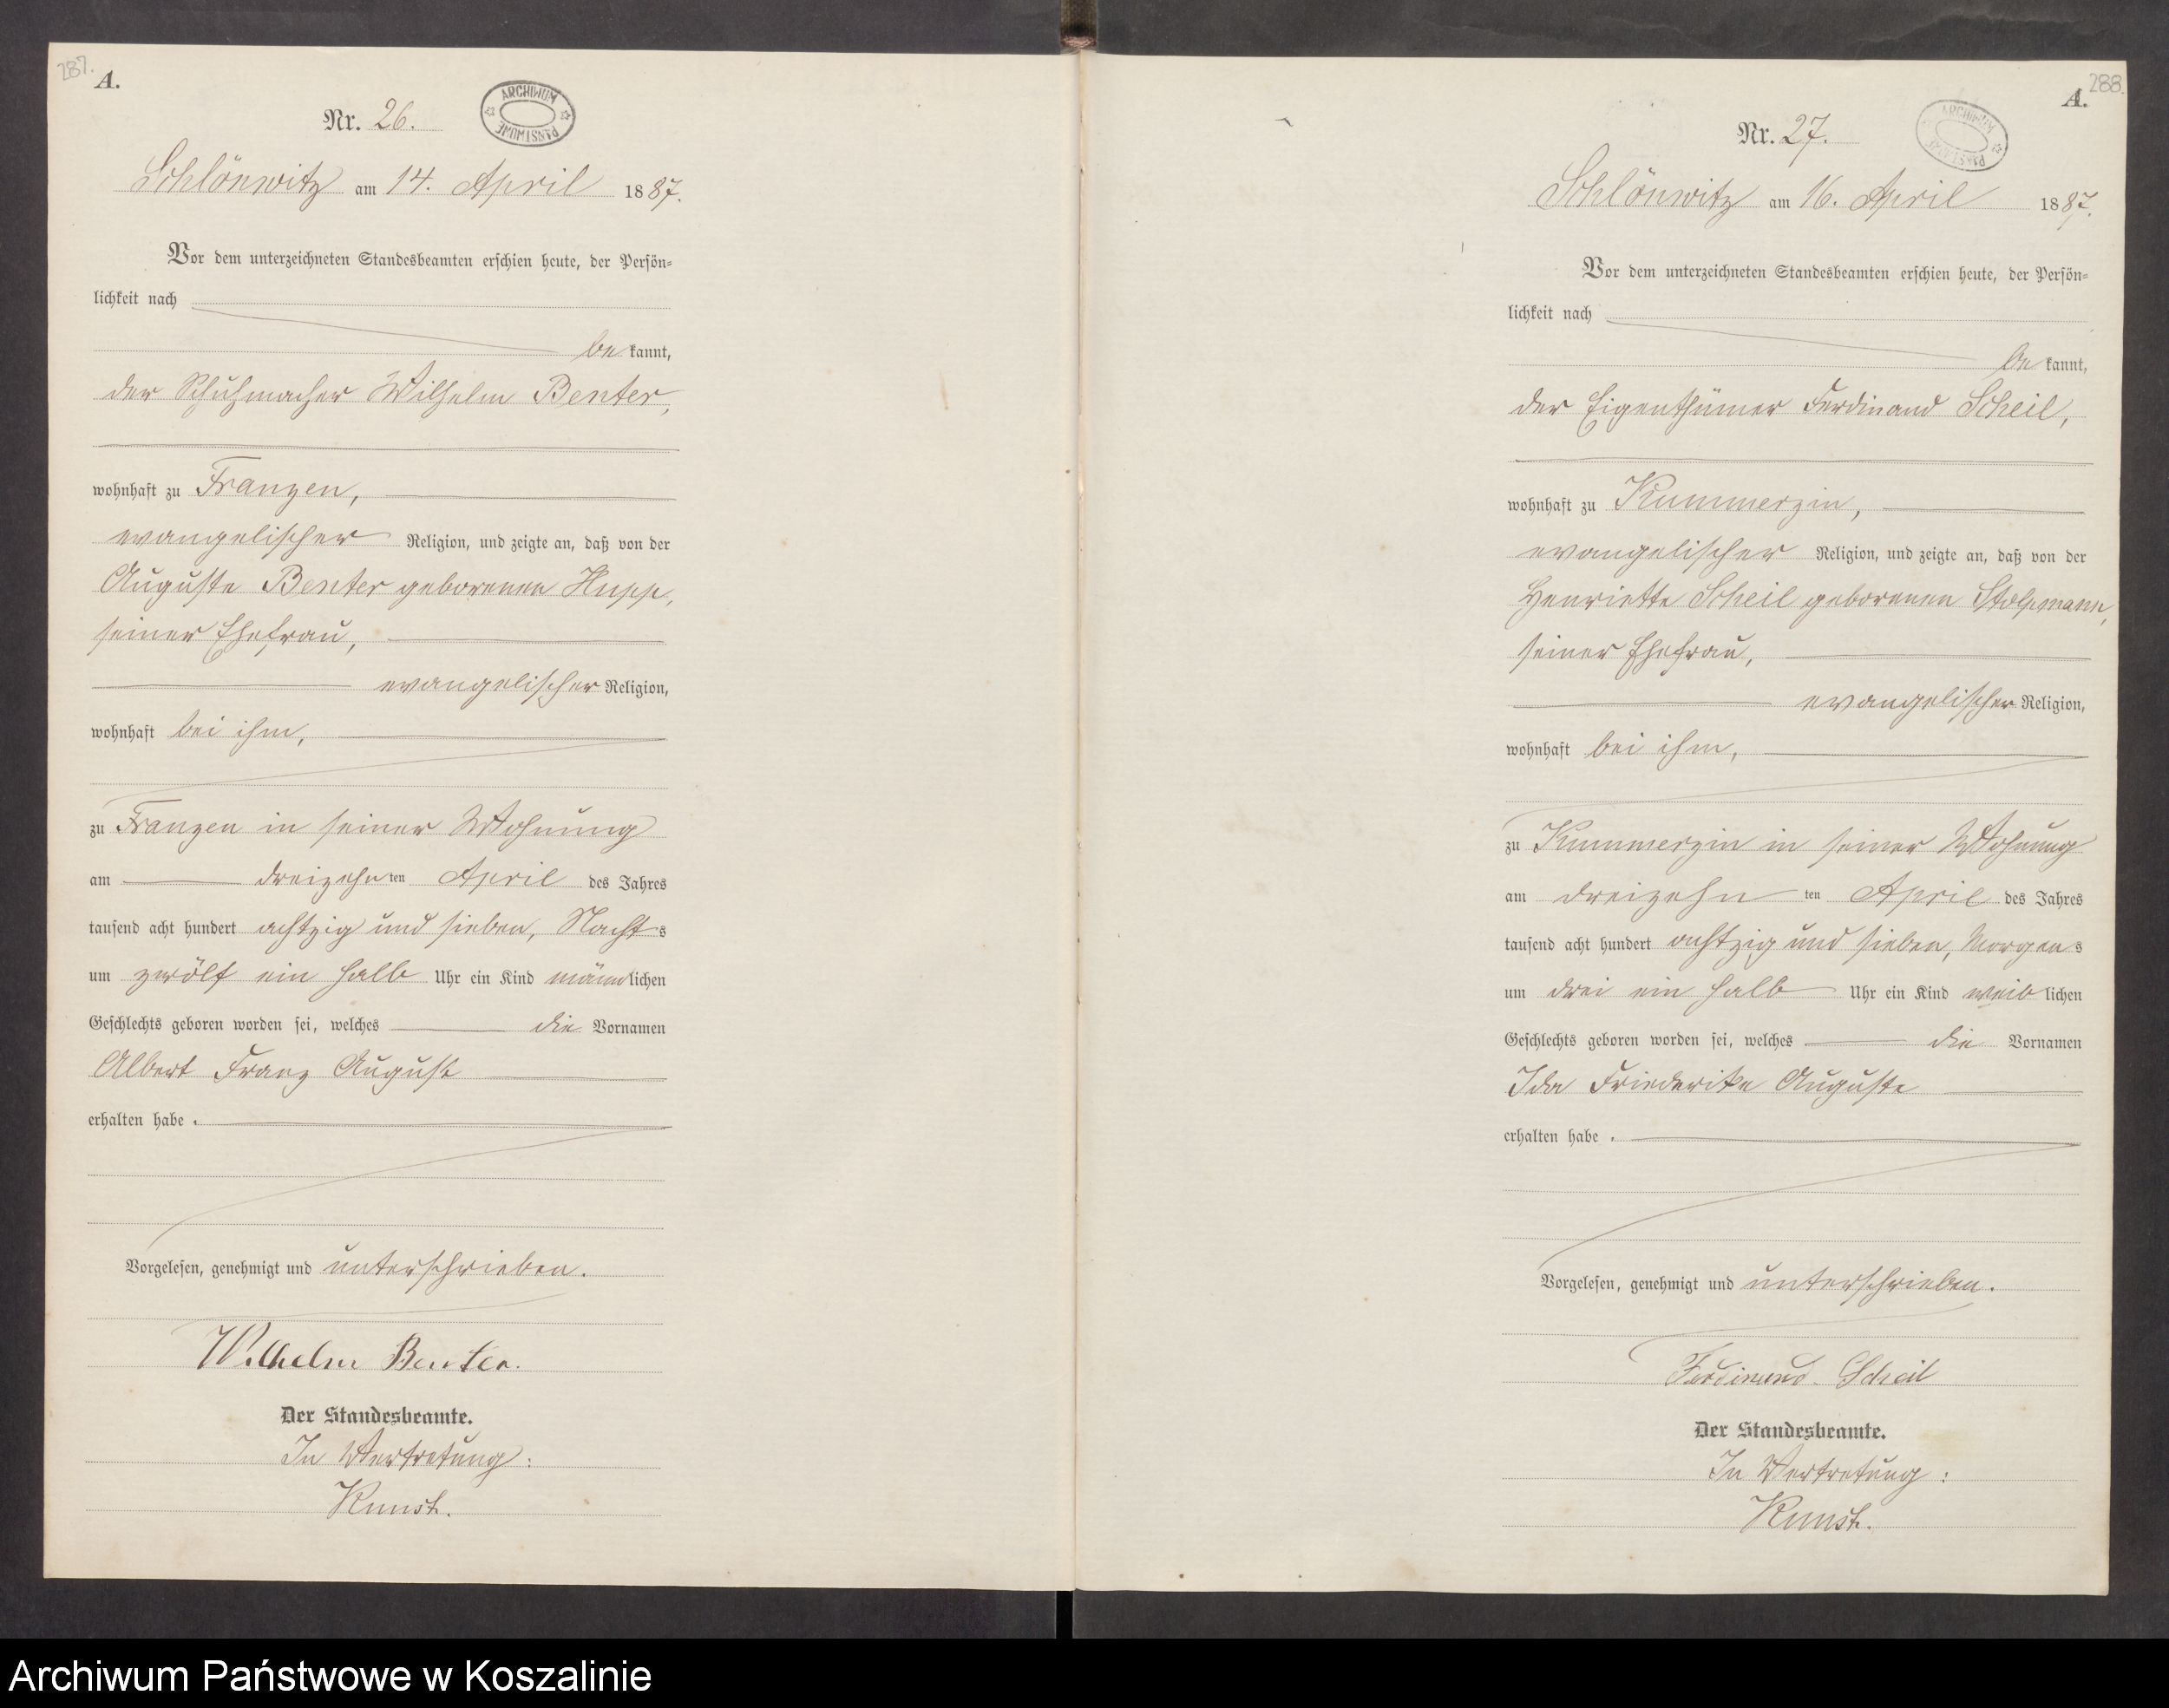 287.
A.
Nr. 26.
ARCHIWUM
PAŃSTWOWE
Schlönwitz am 14. April 1887.
Vor dem unterzeichneten Standesbeamten erschien heute, der Persön-
lichkeit nach
be kannt,
der Schuhmacher Wilhelm Benter,
wohnhaft zu Franzen,
evangelischer Religion, und zeigte an, daß von der
Auguste Benter geborenen Hupp,
seiner Ehefrau,
evangelischer Religion,
wohnhaft bei ihm,
zu Franzen in seiner Wohnung
am dreizehnten April des Jahres
tausend acht hundert achtzig und sieben, Nachts
um zwölf ein halb Uhr ein Kind männlichen
Geschlechts geboren worden sei, welches die Vornamen
Albert Franz August
erhalten habe.
Vorgelesen, genehmigt und unterschrieben.
Wilhelm Benter.
Der Standesbeamte.
In Vertretung:
Kunst.
288.
A.
Nr. 27.
ARCHIWUM
PAŃSTWOWE
Schlönwitz am 16. April 1887.
Vor dem unterzeichneten Standesbeamten erschien heute, der Persön-
lichkeit nach
be kannt,
der Eigenthümer Ferdinand Scheil,
wohnhaft zu Kummerzin,
evangelischer Religion, und zeigte an, daß von der
Henriette Scheil geborenen Stolpmann,
seiner Ehefrau,
evangelischer Religion,
wohnhaft bei ihm,
zu Kummerzin in seiner Wohnung
am dreizehn ten April des Jahres
tausend acht hundert achtzig und sieben, Morgens
um drei ein halb Uhr ein Kind weiblichen
Geschlechts geboren worden sei, welches die Vornamen
Ida Friederike Auguste
erhalten habe.
Vorgelesen, genehmigt und unterschrieben.
Ferdinand Scheil
Der Standesbeamte.
In Vertretung:
Kunst.
Archiwum Państwowe w Koszalinie